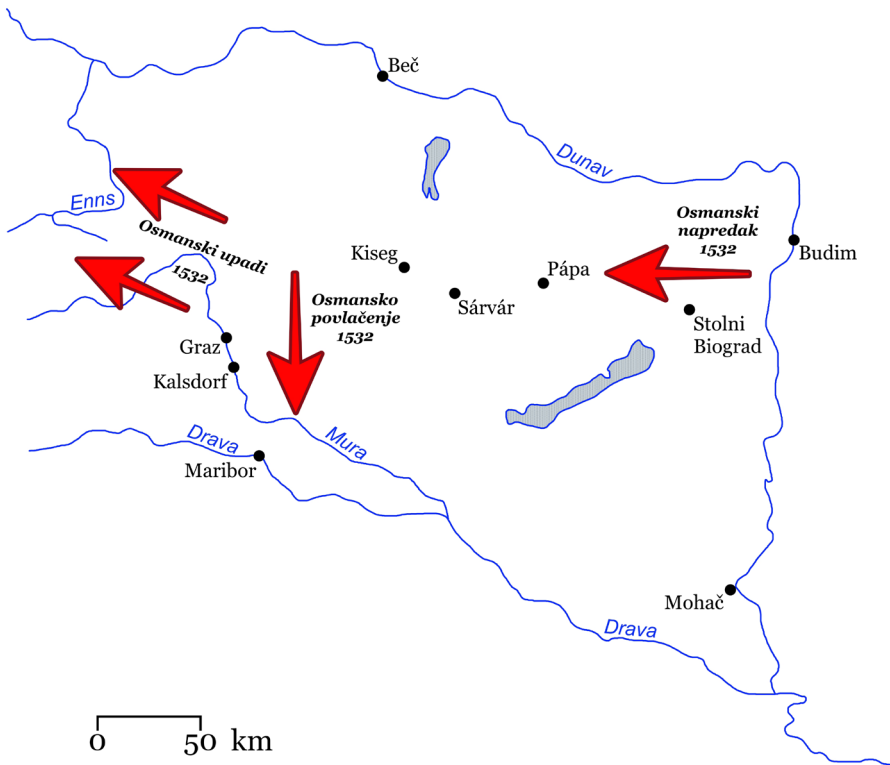 Beč
Dunav
Enns
Osmanski upadi
1532
Osmanski
napredak
1532
Budim
Kiseg
Pápa
Sárvár
Osmansko
povlačenje
1532
Stolni
Biograd
Graz
Kalsdorf
Drava
Mura
Maribor
Mohač
Drava
0 50 km